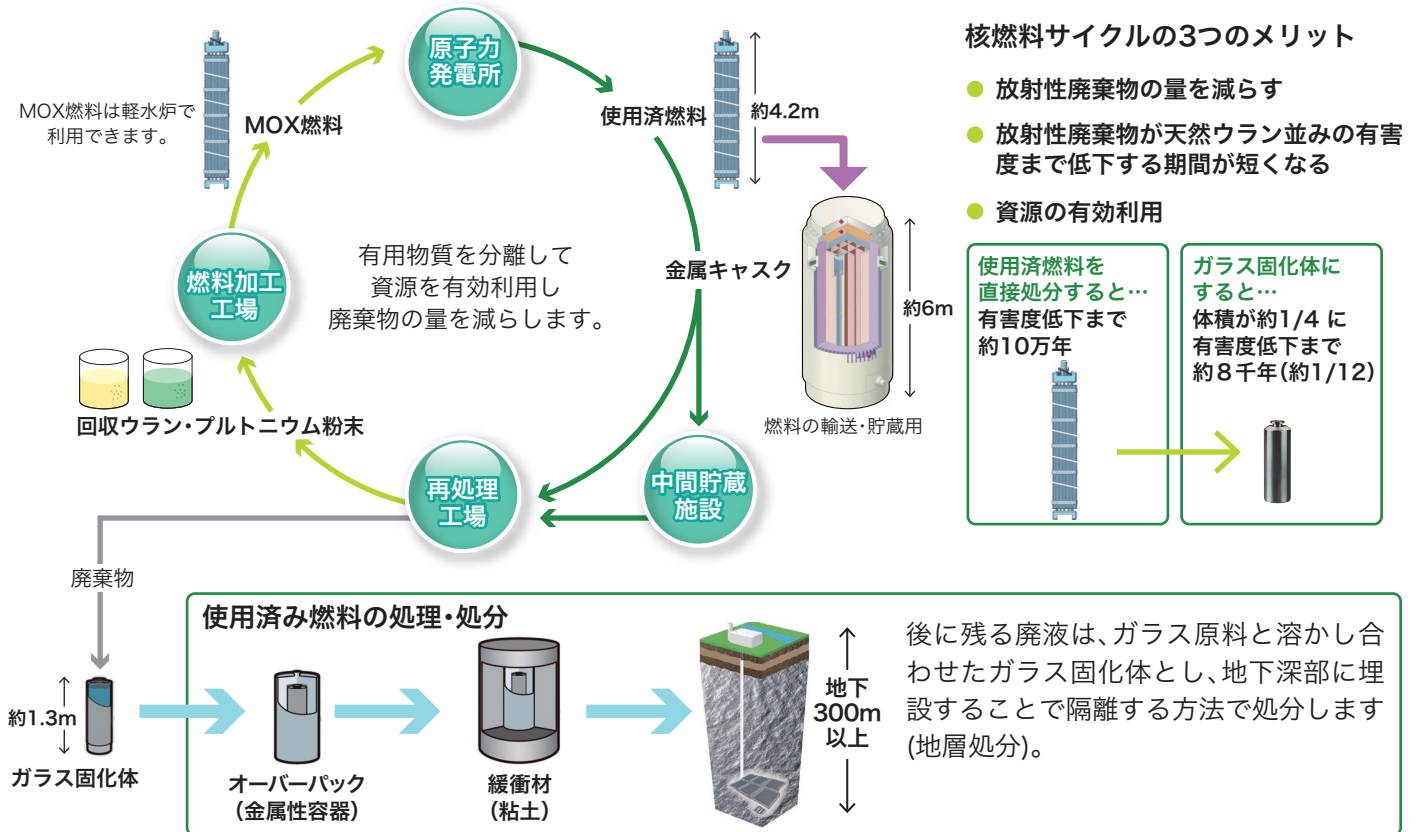 原子力
発電所
使用済燃料
約4.2m
MOX燃料は軽水炉で
利用できます。
MOX燃料
燃料加工
工場
有用物質を分離して
資源を有効利用し
廃棄物の量を減らします。
金属キャスク
約6m
燃料の輸送・貯蔵用
回収ウラン・プルトニウム粉末
再処理
工場
中間貯蔵
施設
核燃料サイクルの3つのメリット
● 放射性廃棄物の量を減らす
● 放射性廃棄物が天然ウラン並みの有害
度まで低下する期間が短くなる
● 資源の有効利用
使用済燃料を
直接処分すると…
有害度低下まで
約10万年
ガラス固化体に
すると…
体積が約1/4 に
有害度低下まで
約8千年(約1/12)
廃棄物
約1.3m
ガラス固化体
使用済み燃料の処理・処分
オーバーパック
(金属性容器)
緩衝材
(粘土)
地下
300m
以上
後に残る廃液は、ガラス原料と溶かし合
わせたガラス固化体とし、地下深部に埋
設することで隔離する方法で処分します
(地層処分)。